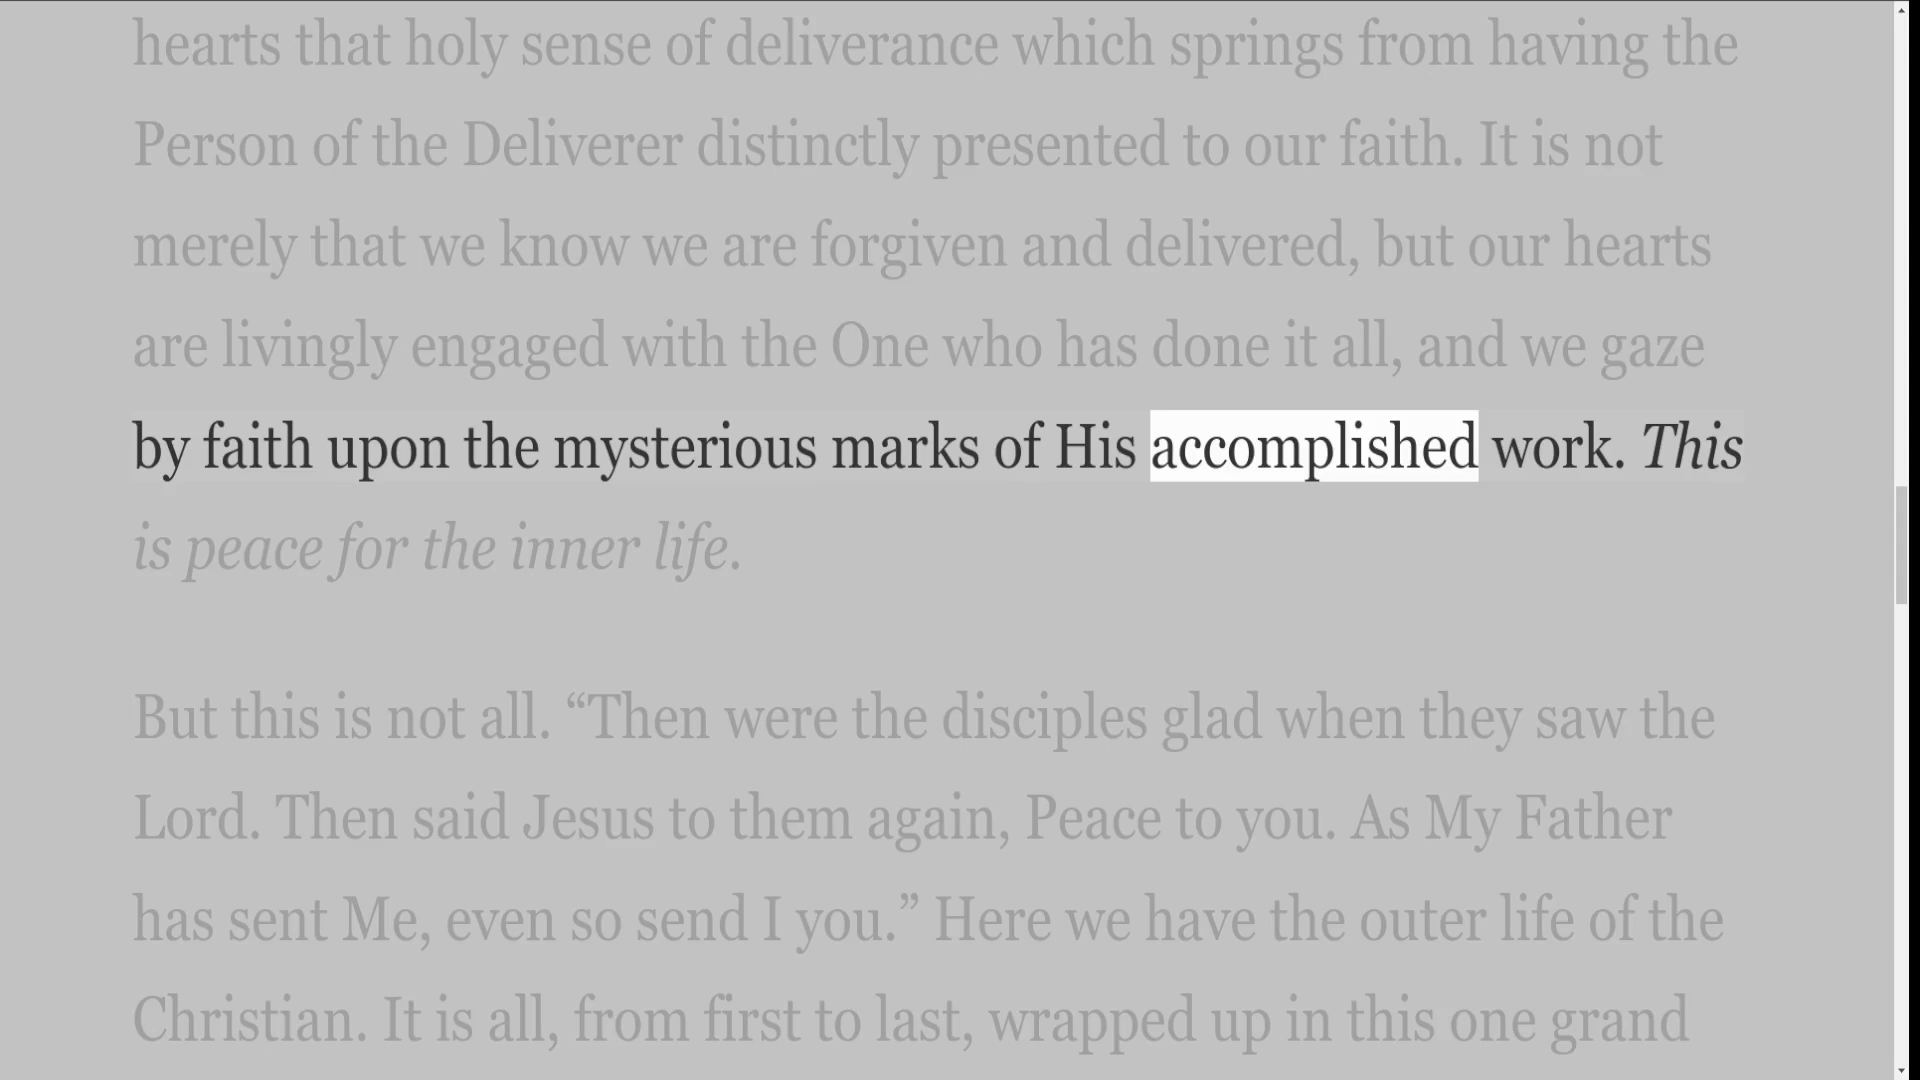 hearts that holy sense of deliverance which springs from having the
Person of the Deliverer distinctly presented to our faith. It is not
merely that we know we are forgiven and delivered, but our hearts
are livingly engaged with the One who has done it all, and we gaze
by faith upon the mysterious marks of His accomplished work. This
is peace for the inner life.
But this is not all. “Then were the disciples glad when they saw the
Lord. Then said Jesus to them again, Peace to you. As My Father
has sent Me, even so send I you.” Here we have the outer life of the
Christian. It is all, from first to last, wrapped up in this one grand